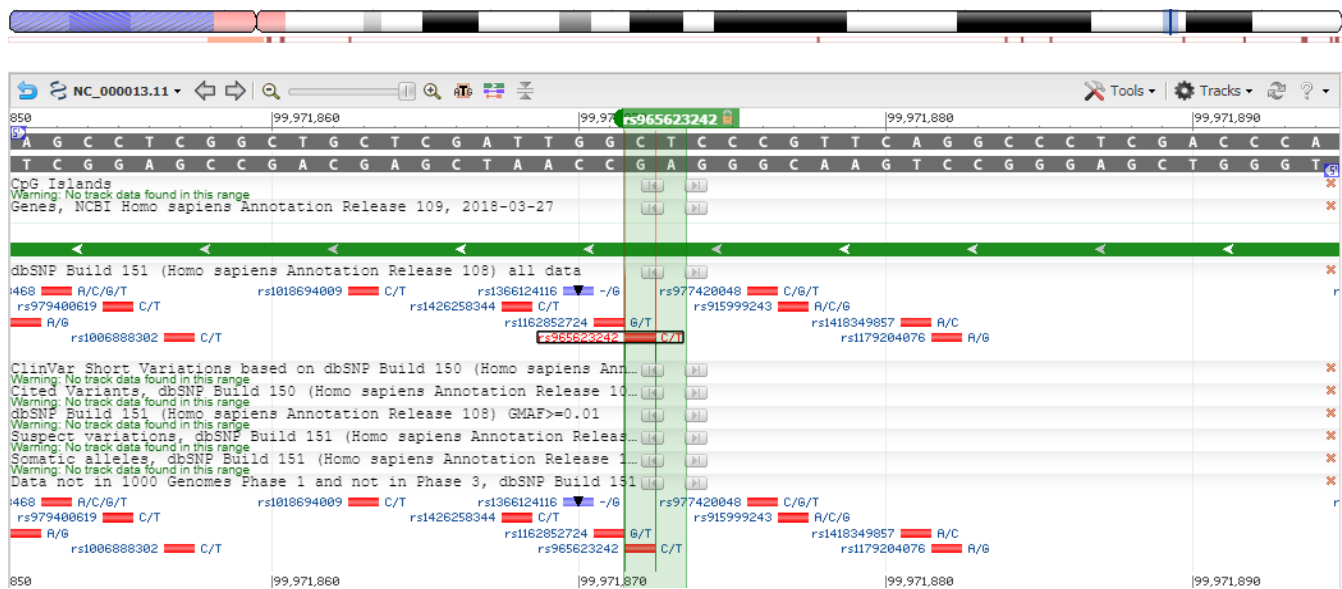 NC_000013.11 ATG Tools Tracks ?
850 |99,971,860 |99,97 rs965623242 |99,971,880 |99,971,890
5'
A G C C T C G G C T G C T C G A T T G G C T C C C G T T C A G G C C C T C G A C C C A
T C G G A G C C G A C G A G C T A A C C G A G G G C A A G T C C G G G A G C T G G G T
5'
CpG Islands
Warning: No track data found in this range
Genes, NCBI Homo sapiens Annotation Release 109, 2018-03-27
dbSNP Build 151 (Homo sapiens Annotation Release 108) all data
468 A/C/G/T rs1018694009 C/T rs1366124116 -/G rs977420048 C/G/T r
rs979400619 C/T rs1426258344 C/T rs915999243 A/C/G
A/G rs1162852724 G/T rs1418349857 A/C
rs1006888302 C/T rs965623242 C/T rs1179204076 A/G
ClinVar Short Variations based on dbSNP Build 150 (Homo sapiens Ann…
Warning: No track data found in this range
Cited Variants, dbSNP Build 150 (Homo sapiens Annotation Release 10…
Warning: No track data found in this range
dbSNP Build 151 (Homo sapiens Annotation Release 108) GMAF>=0.01
Warning: No track data found in this range
Suspect variations, dbSNP Build 151 (Homo sapiens Annotation Releas…
Warning: No track data found in this range
Somatic alleles, dbSNP Build 151 (Homo sapiens Annotation Release 1…
Warning: No track data found in this range
Data not in 1000 Genomes Phase 1 and not in Phase 3, dbSNP Build 151
468 A/C/G/T rs1018694009 C/T rs1366124116 -/G rs977420048 C/G/T r
rs979400619 C/T rs1426258344 C/T rs915999243 A/C/G
A/G rs1162852724 G/T rs1418349857 A/C
rs1006888302 C/T rs965623242 C/T rs1179204076 A/G
850 |99,971,860 |99,971,870 |99,971,880 |99,971,890